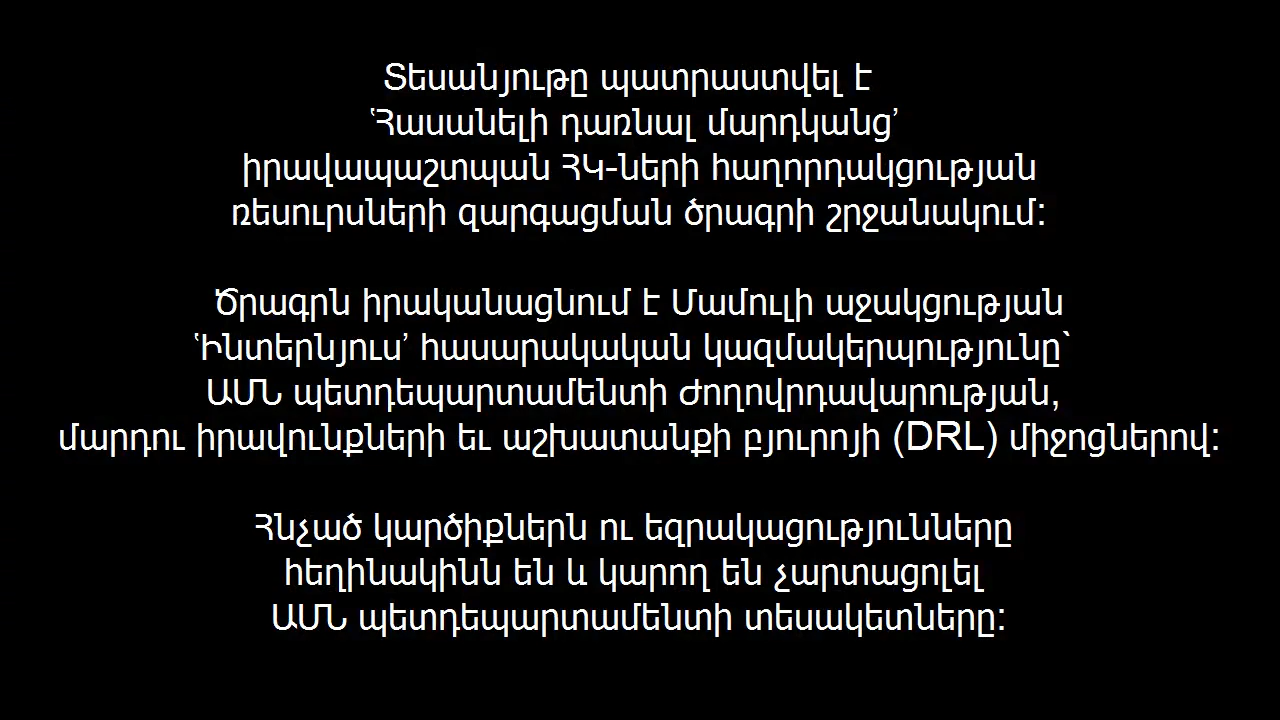 Տեսանյութը պատրաստվել է
‛Հասանելի դառնալ մարդկանց’
իրավապաշտպան ՀԿ-ների հաղորդակցության
ռեսուրսների զարգացման ծրագրի շրջանակում:
Ծրագրն իրականացնում է Մամուլի աջակցության
‛Ինտերնյուս’ հասարակական կազմակերպությունը՝
ԱՄՆ պետդեպարտամենտի Ժողովրդավարության,
մարդու իրավունքների եւ աշխատանքի բյուրոյի (DRL) միջոցներով:
Հնչած կարծիքներն ու եզրակացությունները
հեղինակինն են և կարող են չարտացոլել
ԱՄՆ պետդեպարտամենտի տեսակետները: